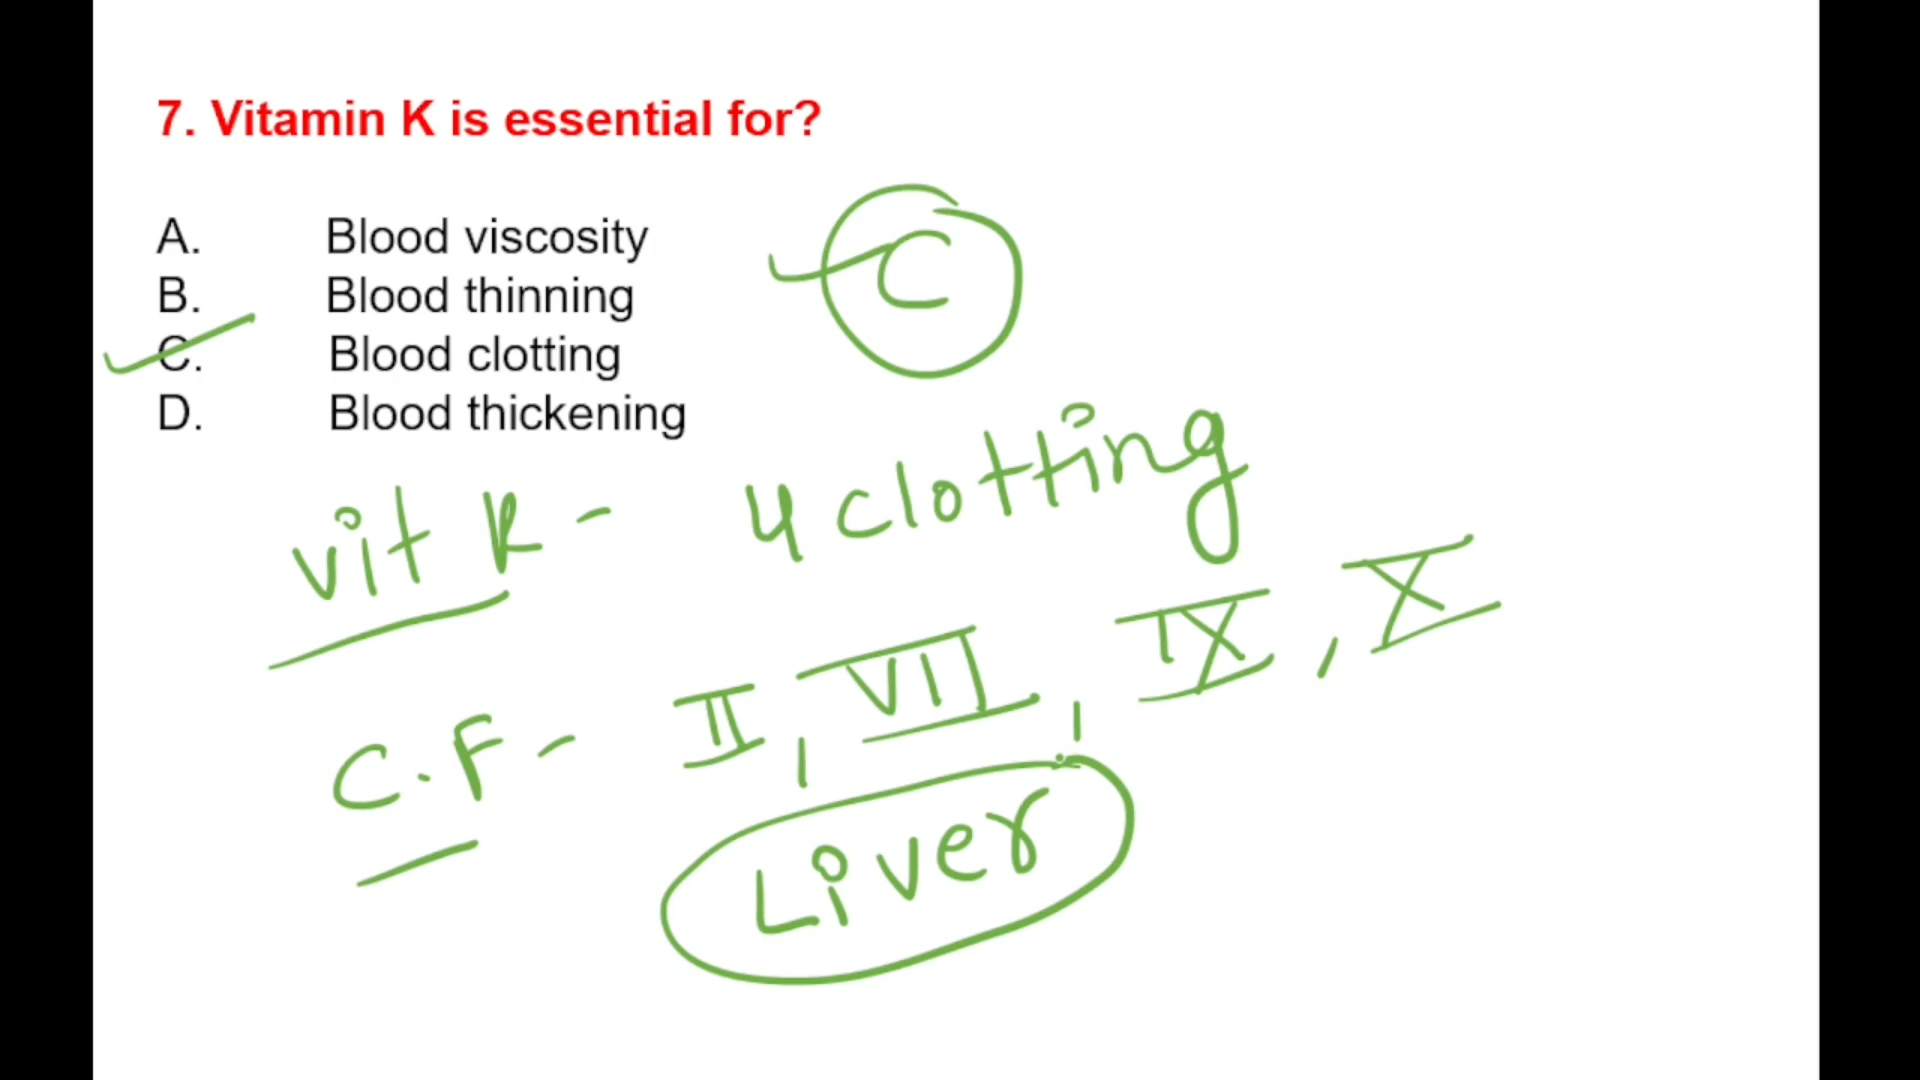 7. Vitamin K is essential for?
A. Blood viscosity
B. Blood thinning
C. Blood clotting
D. Blood thickening
C
vit K - 4 clotting
C.F - II, VII, IX, X
Liver